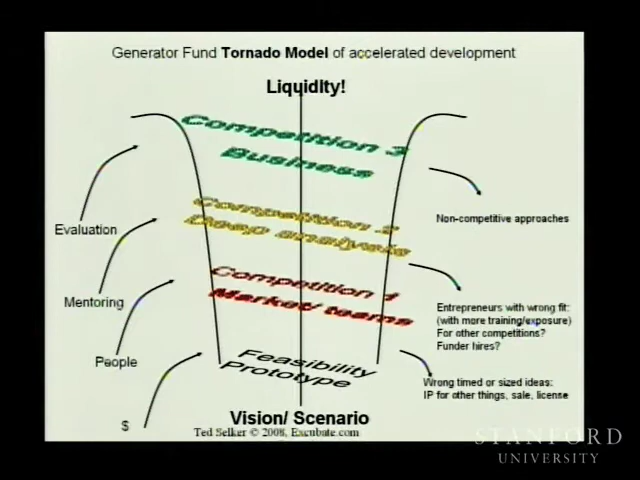 Generator Fund Tornado Model of accelerated development
Liquidity!
Competition 3
Business
Competition 2
Deep analysis
Competition 1
Market/ teams
Feasibility
Prototype
Vision/ Scenario
Evaluation
Mentoring
People
$
Non-competitive approaches
Entrepreneurs with wrong fit:
(with more training/exposure)
For other competitions?
Funder hires?
Wrong timed or sized ideas:
IP for other things, sale, license
Ted Selker © 2008, Excubate.com
STANFORD
UNIVERSITY